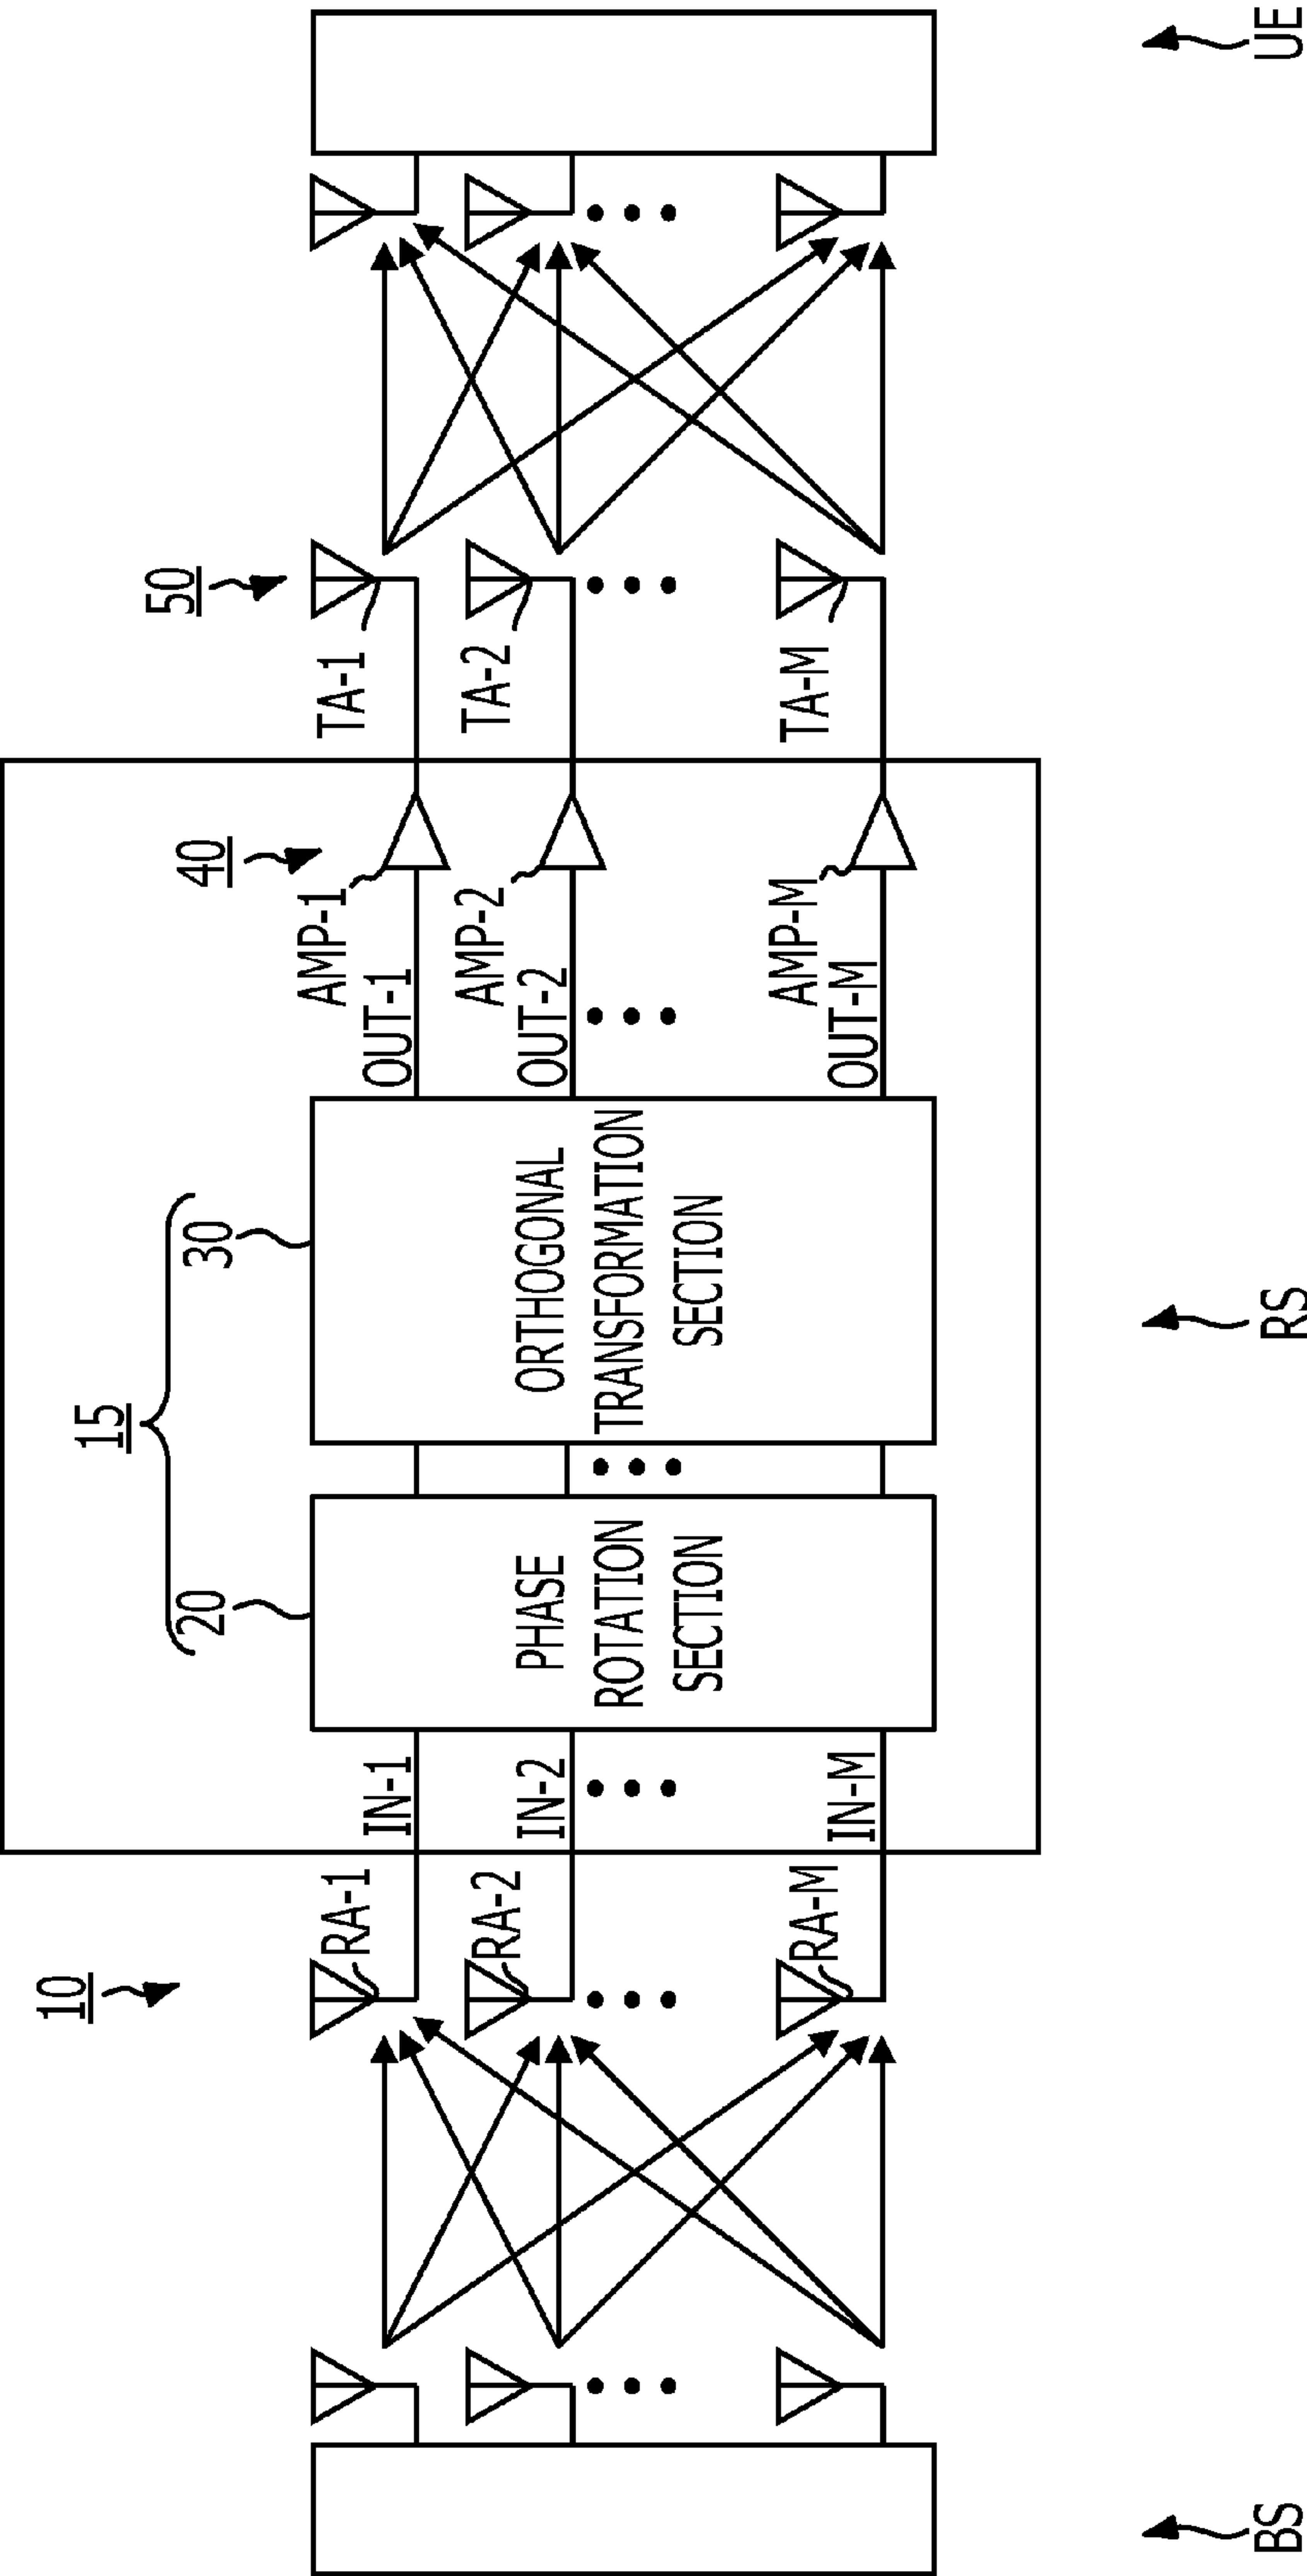 10
15
20
30
40
50
RA-1
RA-2
RA-M
IN-1
IN-2
IN-M
PHASE
ROTATION
SECTION
ORTHOGONAL
TRANSFORMATION
SECTION
AMP-1
OUT-1
AMP-2
OUT-2
AMP-M
OUT-M
TA-1
TA-2
TA-M
BS
RS
UE